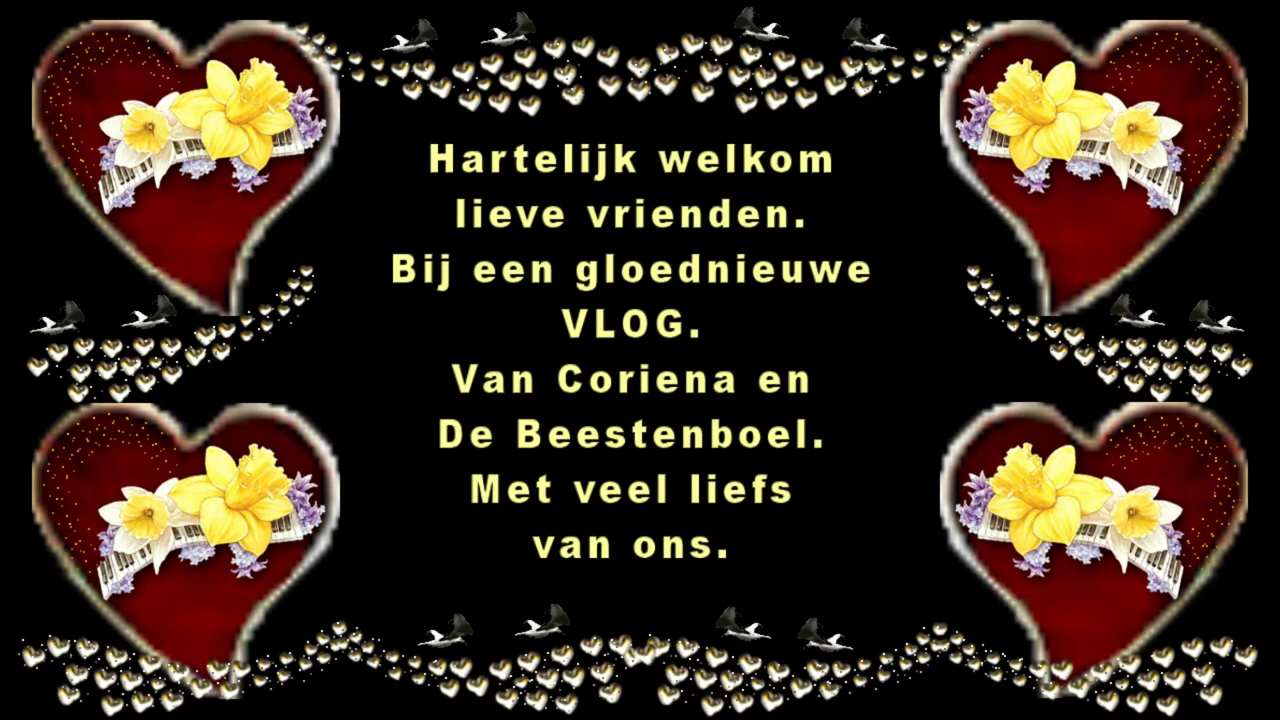 Hartelijk welkom
lieve vrienden.
Bij een gloednieuwe
VLOG.
Van Coriena en
De Beestenboel.
Met veel liefs
van ons.